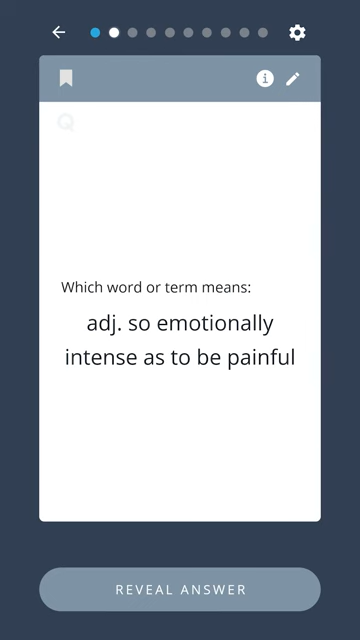 Q
Which word or term means:
adj. so emotionally
intense as to be painful
REVEAL ANSWER